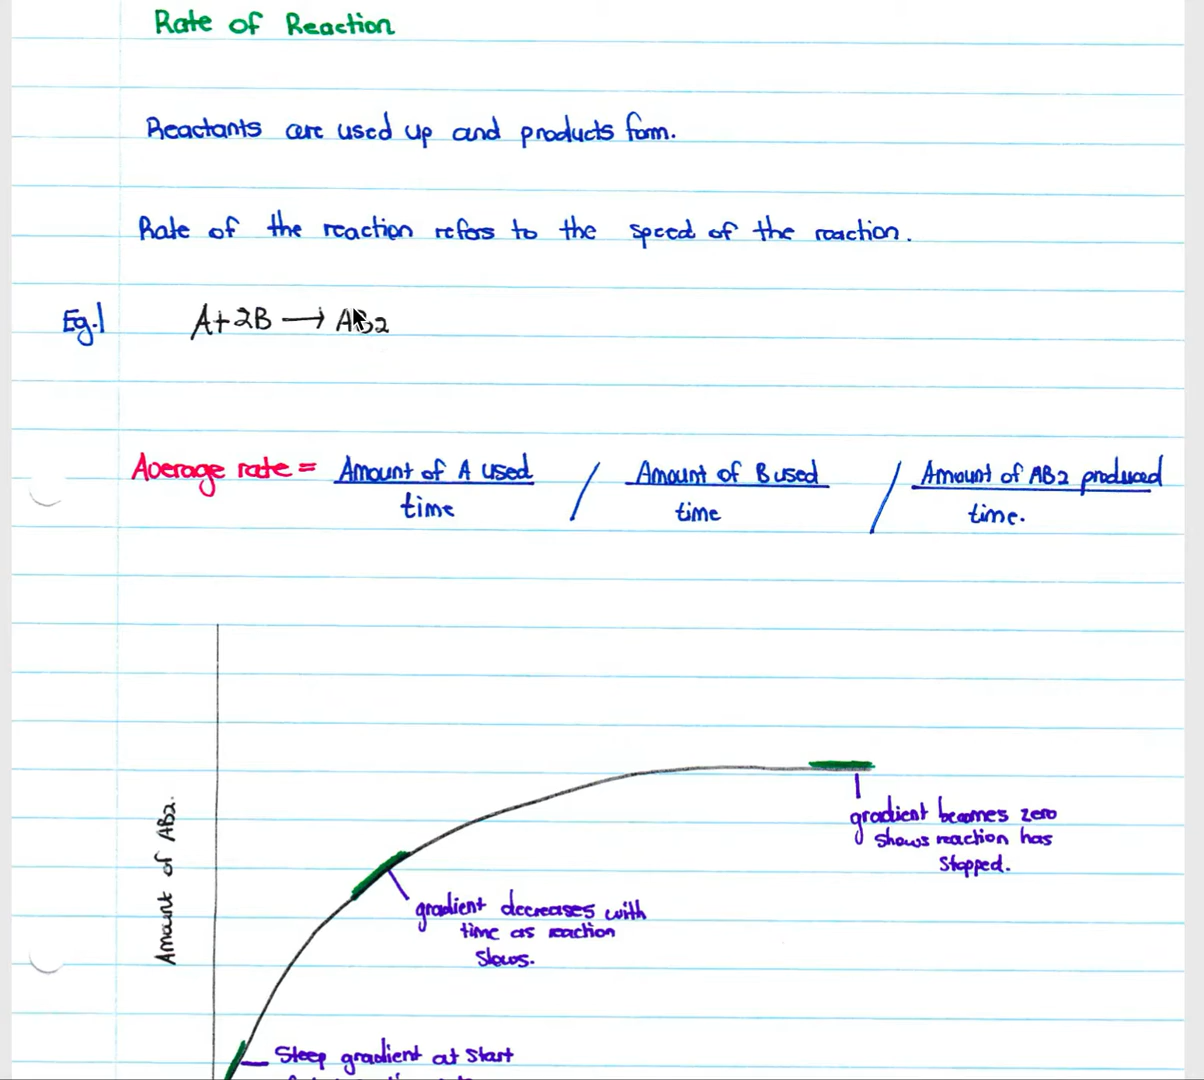 Rate of Reaction
Reactants are used up and products form.
Rate of the reaction refers to the speed of the reaction.
Eg.1 A+2B → AB2
Average rate = Amount of A used / Amount of B used / Amount of AB2 produced
time time time.
Amount of AB2.
gradient becomes zero
shows reaction has
stopped.
gradient decreases with
time as reaction
slows.
Steep gradient at start